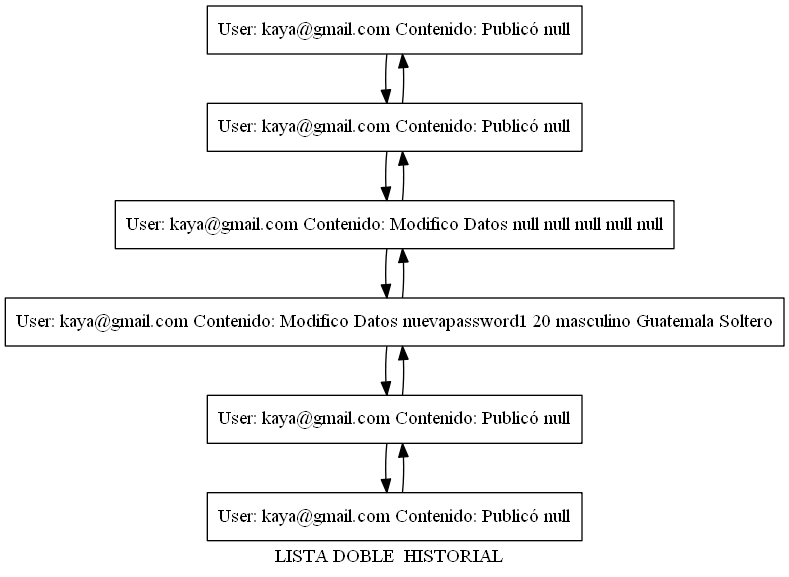 User: kaya@gmail.com Contenido: Publicó null
User: kaya@gmail.com Contenido: Publicó null
User: kaya@gmail.com Contenido: Modifico Datos null null null null null
User: kaya@gmail.com Contenido: Modifico Datos nuevapassword1 20 masculino Guatemala Soltero
User: kaya@gmail.com Contenido: Publicó null
User: kaya@gmail.com Contenido: Publicó null
LISTA DOBLE  HISTORIAL